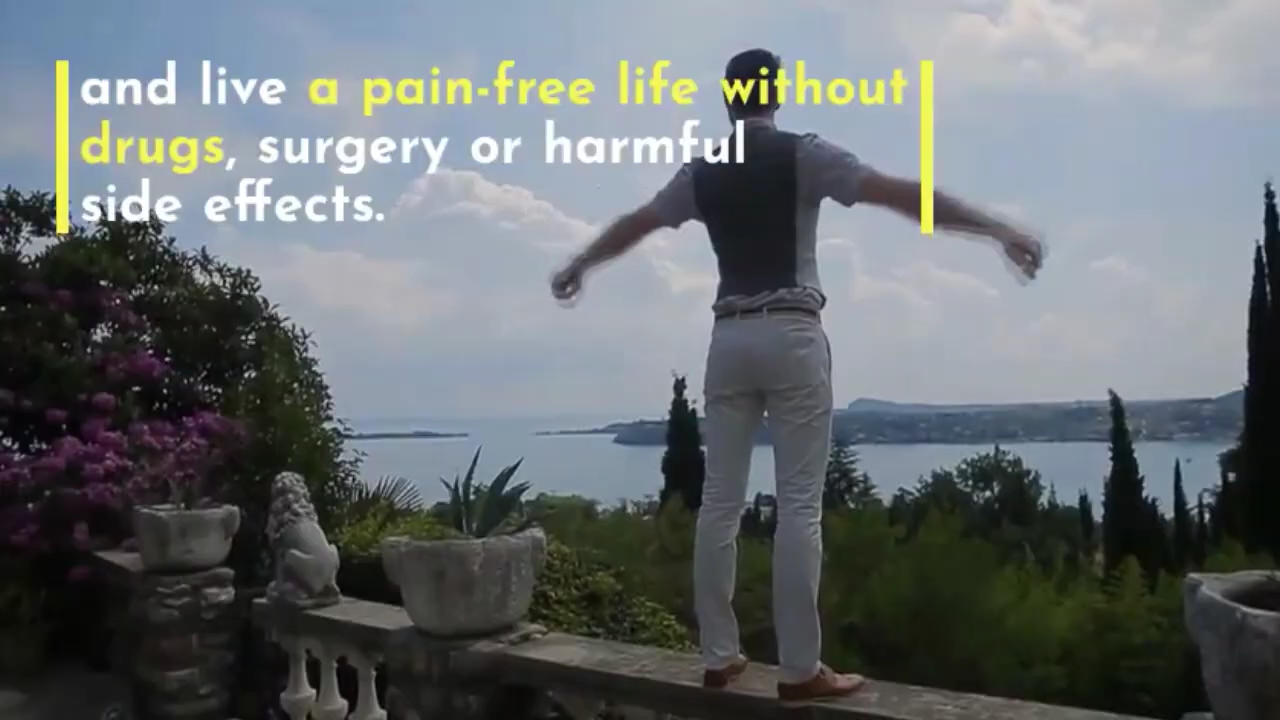 and live a pain-free life without
drugs, surgery or harmful
side effects.